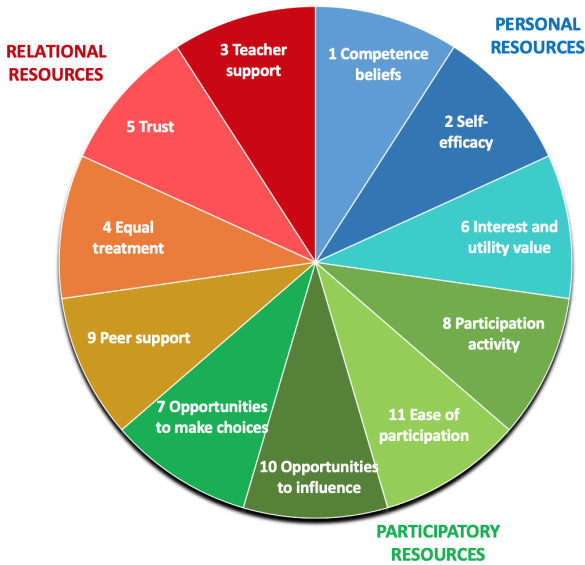 RELATIONAL
RESOURCES
PERSONAL
RESOURCES
3 Teacher
support
1 Competence
beliefs
2 Self-
efficacy
5 Trust
6 Interest and
utility value
4 Equal
treatment
8 Participation
activity
9 Peer support
7 Opportunities
to make choices
11 Ease of
participation
10 Opportunities
to influence
PARTICIPATORY
RESOURCES